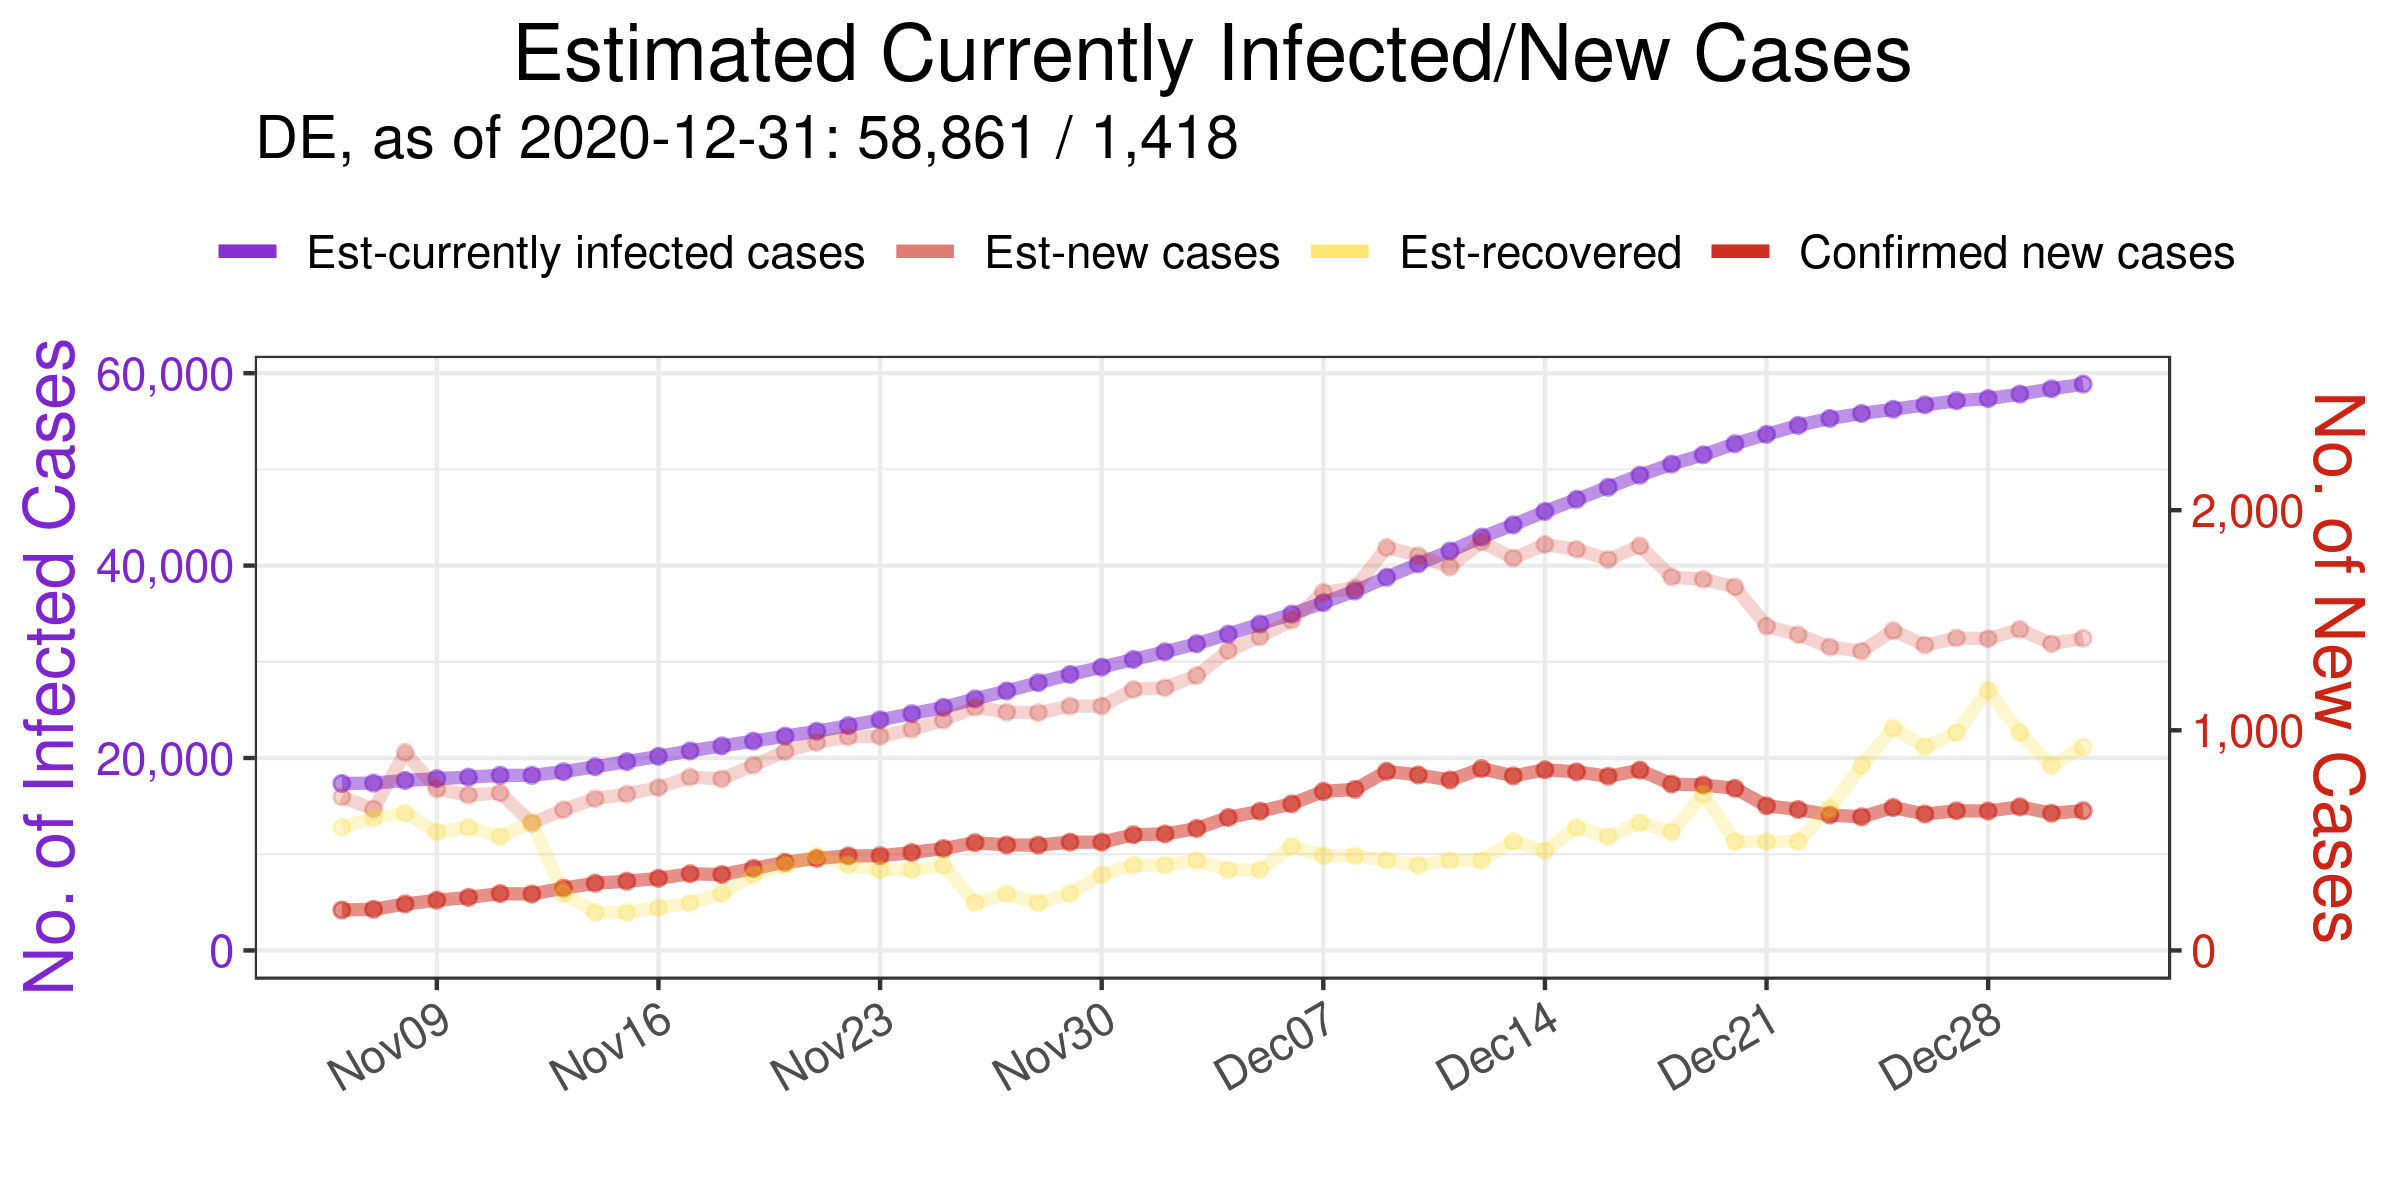 Estimated Currently Infected/New Cases
DE, as of 2020-12-31: 58,861 / 1,418
Est-currently infected cases Est-new cases Est-recovered Confirmed new cases
No. of Infected Cases
60,000
40,000
20,000
0
2,000
1,000
0
No. of New Cases
Nov09 Nov16 Nov23 Nov30 Dec07 Dec14 Dec21 Dec28